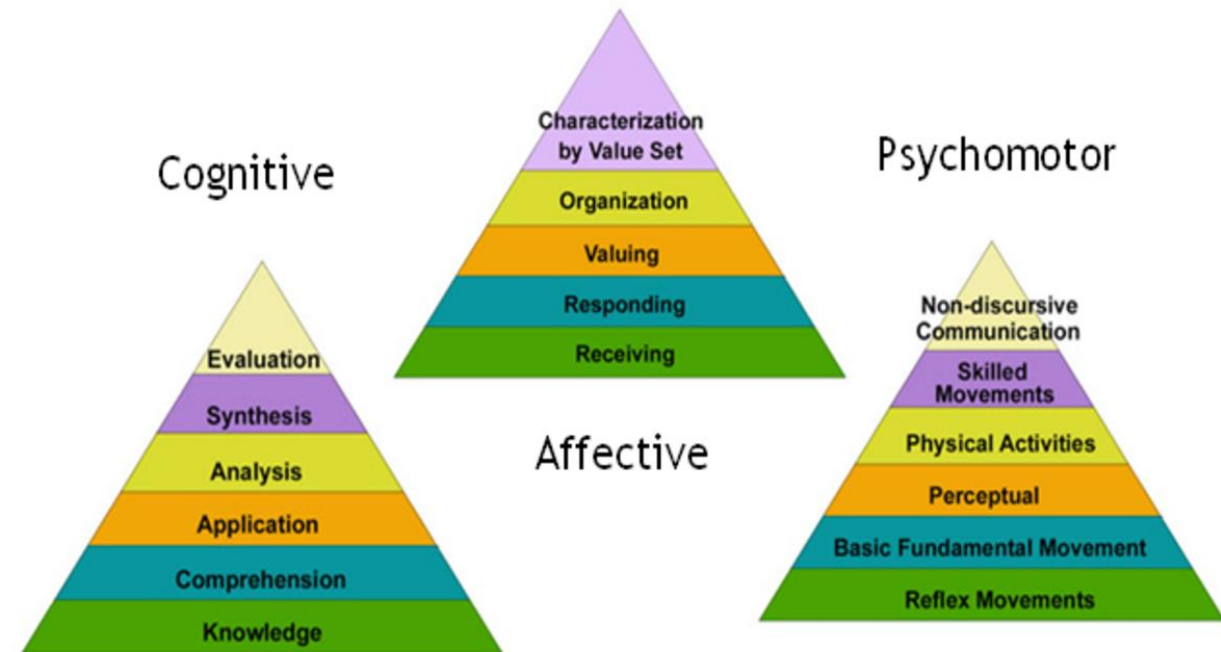 Cognitive
Evaluation
Synthesis
Analysis
Application
Comprehension
Knowledge
Characterization
by Value Set
Organization
Valuing
Responding
Receiving
Affective
Psychomotor
Non-discursive
Communication
Skilled
Movements
Physical Activities
Perceptual
Basic Fundamental Movement
Reflex Movements